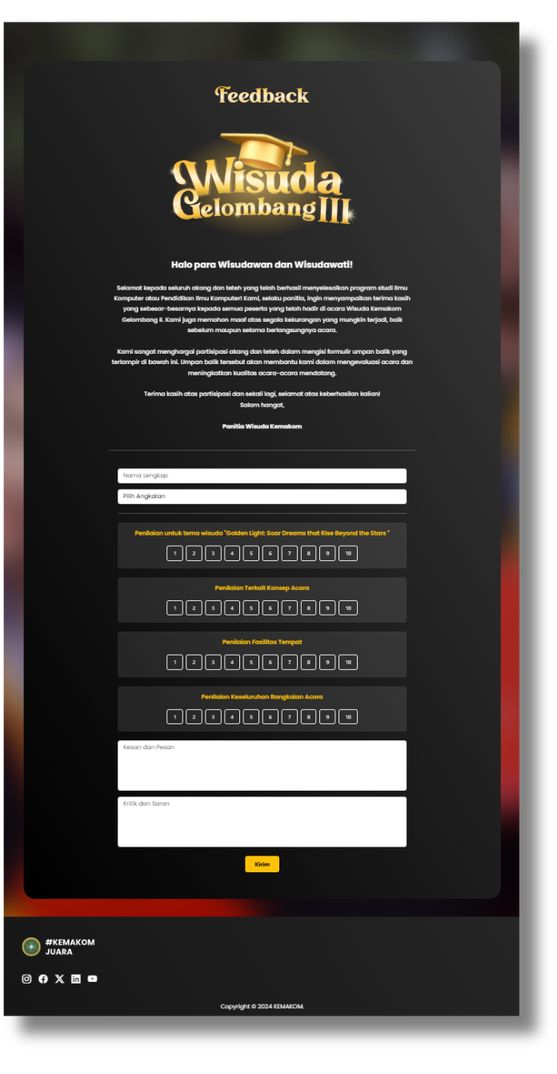 Feedback
Wisuda
Gelombang III
Halo para Wisudawan dan Wisudawati!
Selamat kepada seluruh akang dan teteh yang telah berhasil menyelesaikan program studi Ilmu
Komputer atau Pendidikan Ilmu Komputer! Kami, selaku panitia, ingin menyampaikan terima kasih
yang sebesar-besarnya kepada semua peserta yang telah hadir di acara Wisuda Kemakom
Gelombang II. Kami juga memohon maaf atas segala kekurangan yang mungkin terjadi, baik
sebelum maupun selama berlangsungnya acara.
Kami sangat menghargai partisipasi akang dan teteh dalam mengisi formulir umpan balik yang
terlampir di bawah ini. Umpan balik tersebut akan membantu kami dalam mengevaluasi acara dan
meningkatkan kualitas acara-acara mendatang.
Terima kasih atas partisipasi dan sekali lagi, selamat atas keberhasilan kalian!
Salam hangat,
Panitia Wisuda Kemakom
Nama Lengkap
Pilih Angkatan
Penilaian untuk tema wisuda "Golden Light: Soar Dreams that Rise Beyond the Stars "
1 2 3 4 5 6 7 8 9 10
Penilaian Terkait Konsep Acara
1 2 3 4 5 6 7 8 9 10
Penilaian Fasilitas Tempat
1 2 3 4 5 6 7 8 9 10
Penilaian Keseluruhan Rangkaian Acara
1 2 3 4 5 6 7 8 9 10
Kesan dan Pesan
Kritik dan Saran
Kirim
#KEMAKOM
JUARA
Copyright © 2024 KEMAKOM.